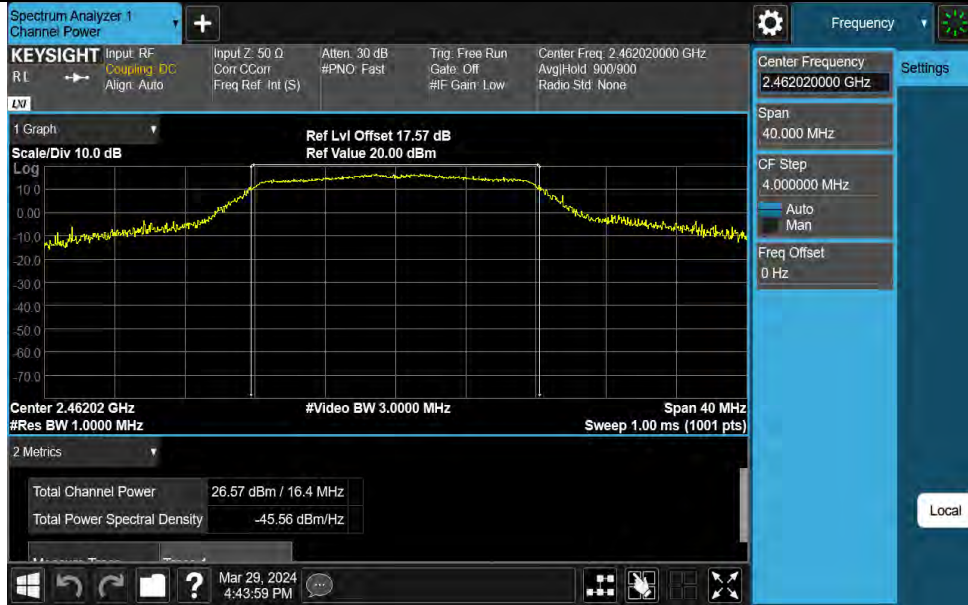 Spectrum Analyzer 1
Channel Power
+
Frequency
KEYSIGHT
RL
LXI
Input: RF
Coupling: DC
Align: Auto
Input Z: 50 Ω
Corr CCorr
Freq Ref: Int (S)
Atten: 30 dB
#PNO: Fast
Trig: Free Run
Gate: Off
#IF Gain: Low
Center Freq: 2.462020000 GHz
Avg|Hold: 900/900
Radio Std: None
Center Frequency
2.462020000 GHz
Settings
Span
40.000 MHz
CF Step
4.000000 MHz
Auto
Man
Freq Offset
0 Hz
Local
1 Graph
Scale/Div 10.0 dB
Ref Lvl Offset 17.57 dB
Ref Value 20.00 dBm
Log
10.0
0.00
-10.0
-20.0
-30.0
-40.0
-50.0
-60.0
-70.0
Center 2.46202 GHz
#Video BW 3.0000 MHz
Span 40 MHz
#Res BW 1.0000 MHz
Sweep 1.00 ms (1001 pts)
2 Metrics
Total Channel Power 26.57 dBm / 16.4 MHz
Total Power Spectral Density -45.56 dBm/Hz
?
Mar 29, 2024
4:43:59 PM